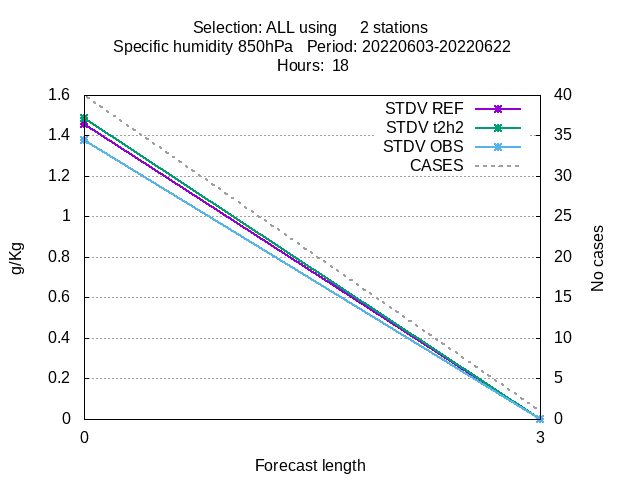 Selection: ALL using     2 stations
Specific humidity 850hPa   Period: 20220603-20220622
Hours:  18
1.6
1.4
1.2
1
0.8
0.6
0.4
0.2
0
40
35
30
25
20
15
10
5
0
STDV REF
STDV t2h2
STDV OBS
CASES
g/Kg
No cases
0
3
Forecast length